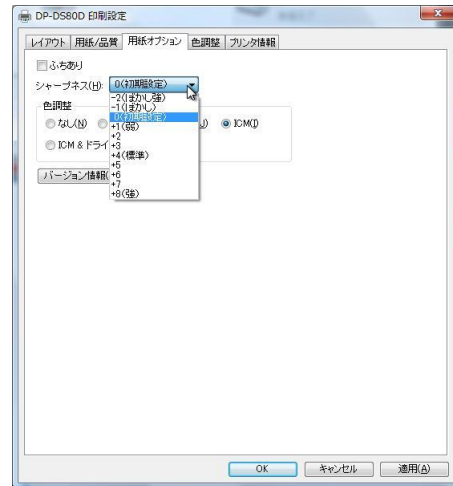 DP-DS80D 印刷設定
レイアウト 用紙/品質 用紙オプション 色調整 プリンタ情報
ふちあり
シャープネス(H): 0(初期設定)
-2(ぼかし強)
-1(ぼかし)
0(初期設定)
+1(弱)
+2
+3
+4(標準)
+5
+6
+7
+8(強)
色調整
なし(N) J) ICM(I)
ICM & ドライ
バージョン情報(
OK キャンセル 適用(A)